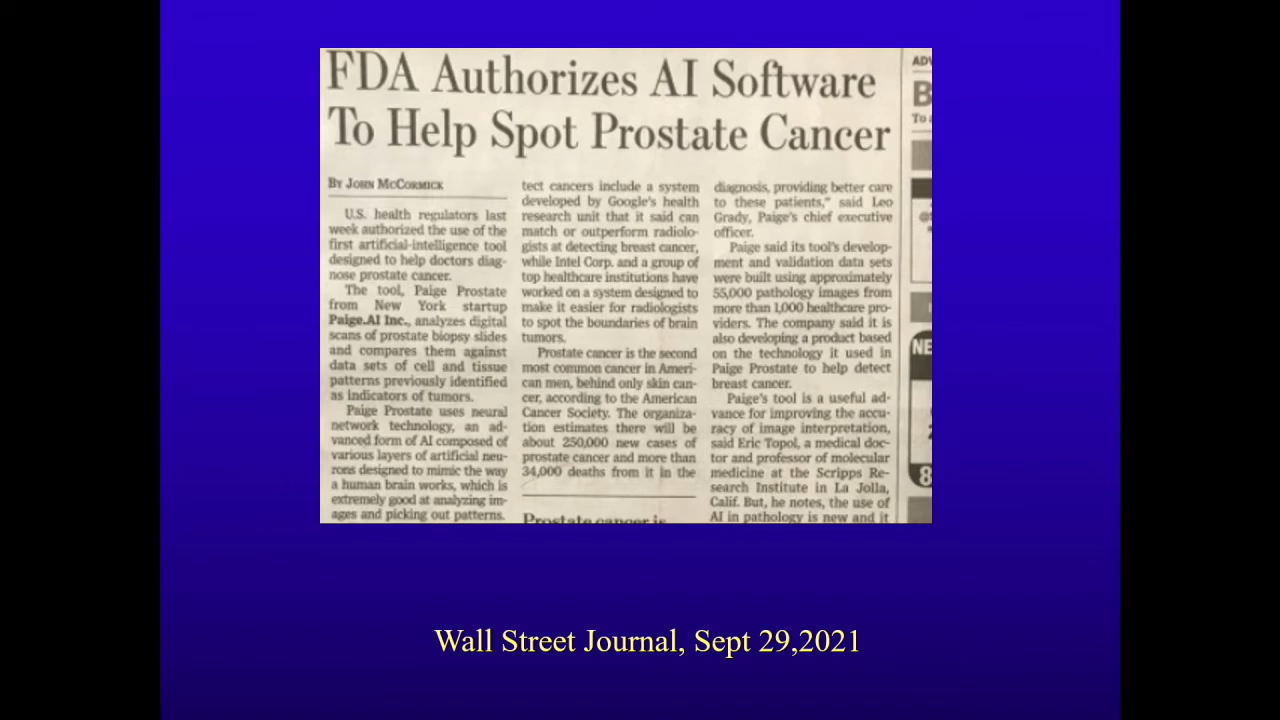 FDA Authorizes AI Software
To Help Spot Prostate Cancer
BY JOHN MCCORMICK
U.S. health regulators last
week authorized the use of the
first artificial-intelligence tool
designed to help doctors diag-
nose prostate cancer.
The tool, Paige Prostate
from New York startup
Paige.AI Inc., analyzes digital
scans of prostate biopsy slides
and compares them against
data sets of cell and tissue
patterns previously identified
as indicators of tumors.
Paige Prostate uses neural
network technology, an ad-
vanced form of AI composed of
various layers of artificial neu-
rons designed to mimic the way
a human brain works, which is
extremely good at analyzing im-
ages and picking out patterns.
tect cancers include a system
developed by Google's health
research unit that it said can
match or outperform radiolo-
gists at detecting breast cancer,
while Intel Corp. and a group of
top healthcare institutions have
worked on a system designed to
make it easier for radiologists
to spot the boundaries of brain
tumors.
Prostate cancer is the second
most common cancer in Ameri-
can men, behind only skin can-
cer, according to the American
Cancer Society. The organiza-
tion estimates there will be
about 250,000 new cases of
prostate cancer and more than
34,000 deaths from it in the
Prostate cancer is
diagnosis, providing better care
to these patients," said Leo
Grady, Paige's chief executive
officer.
Paige said its tool's develop-
ment and validation data sets
were built using approximately
55,000 pathology images from
more than 1,000 healthcare pro-
viders. The company said it is
also developing a product based
on the technology it used in
Paige Prostate to help detect
breast cancer.
Paige's tool is a useful ad-
vance for improving the accu-
racy of image interpretation,
said Eric Topol, a medical doc-
tor and professor of molecular
medicine at the Scripps Re-
search Institute in La Jolla,
Calif. But, he notes, the use of
AI in pathology is new and it
B
To
NE
8
Wall Street Journal, Sept 29,2021